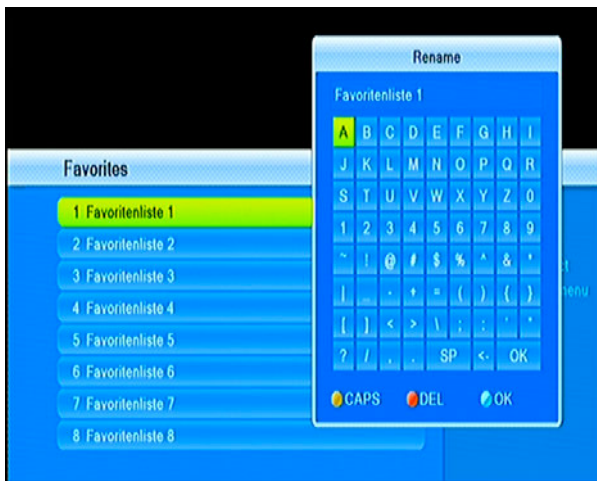 Rename
Favoritenliste 1
A B C D E F G H I
J K L M N O P Q R
S T U V W X Y Z 0
1 2 3 4 5 6 7 8 9
~ ! @ # $ % ^ & *
| _ - + = ( ) { }
[ ] < > \ ; : ' "
? / , . SP <- OK
CAPS DEL OK
Favorites
1 Favoritenliste 1
2 Favoritenliste 2
3 Favoritenliste 3
4 Favoritenliste 4
5 Favoritenliste 5
6 Favoritenliste 6
7 Favoritenliste 7
8 Favoritenliste 8
menu